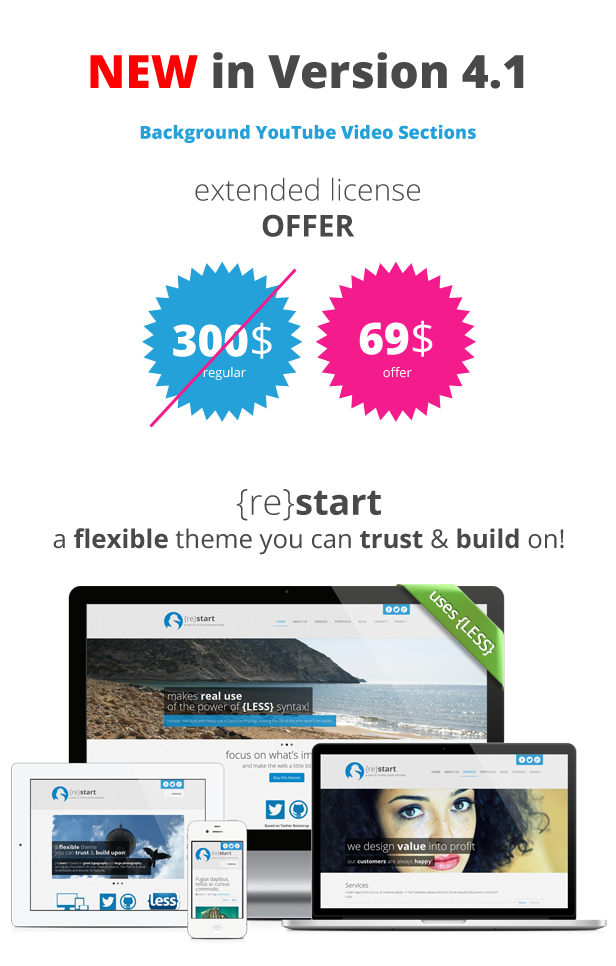 NEW in Version 4.1
Background YouTube Video Sections
extended license
OFFER
300$
regular
69$
offer
{re}start
a flexible theme you can trust & build on!
uses {LESS}
{re}start
HOME ABOUT US SERVICES PORTFOLIO BLOG CONTACT
makes real use
of the power of {LESS} syntax!
focus on what's im
and make the web a little bit
Buy this theme!
Based on Twitter Bootstrap
{re}start
a flexible theme
you can trust & build upon!
{less}
{re}start
Fugiat dapibus,
tellus ac cursus
commodo.
{re}start
HOME ABOUT US SERVICES PORTFOLIO BLOG CONTACT
we design value into profit
our customers are always happy
Services